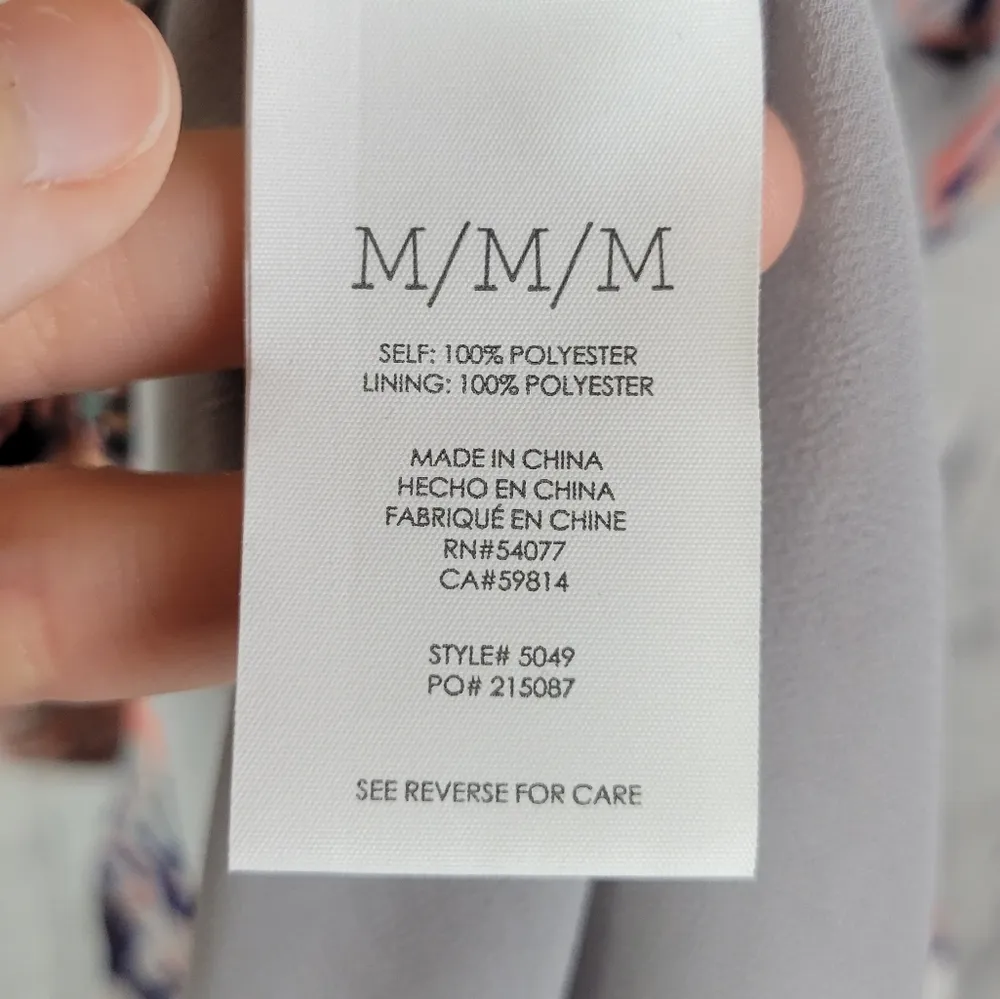 M/M/M
SELF: 100% POLYESTER
LINING: 100% POLYESTER
MADE IN CHINA
HECHO EN CHINA
FABRIQUÉ EN CHINE
RN#54077
CA#59814
STYLE# 5049
PO# 215087
SEE REVERSE FOR CARE